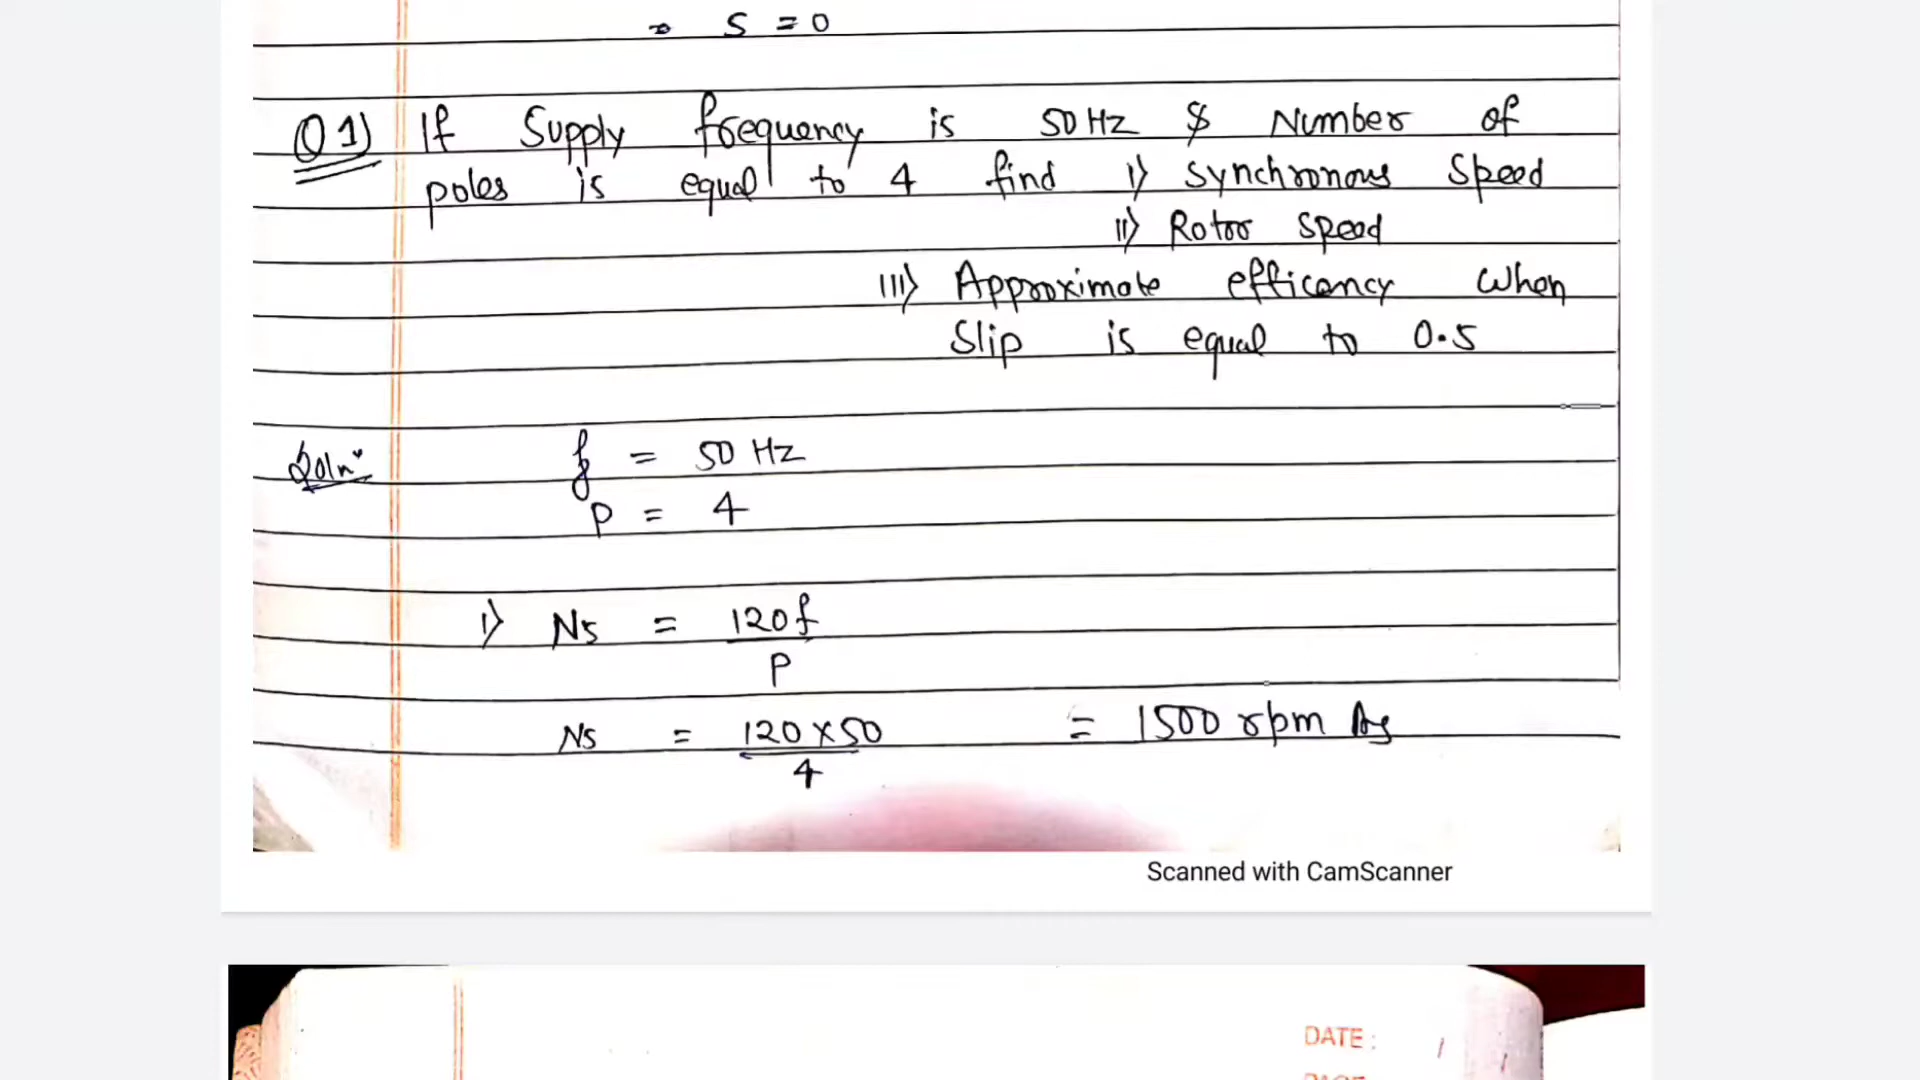 ⇒ S = 0
Q1) If Supply frequency is 50 Hz $ Number of
poles is equal to 4 find i) Synchronous Speed
ii) Rotor Speed
iii) Approximate efficency when
Slip is equal to 0.5
Soln. f = 50 Hz
P = 4
i) Ns = 120f
P
Ns = 120 x 50 = 1500 rpm As
4
Scanned with CamScanner
DATE: / /